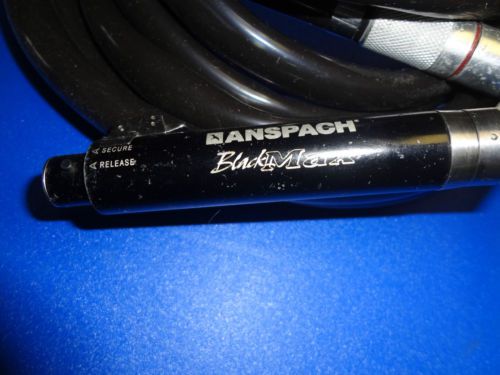 ANSPACH
BlackMax
SECURE
RELEASE